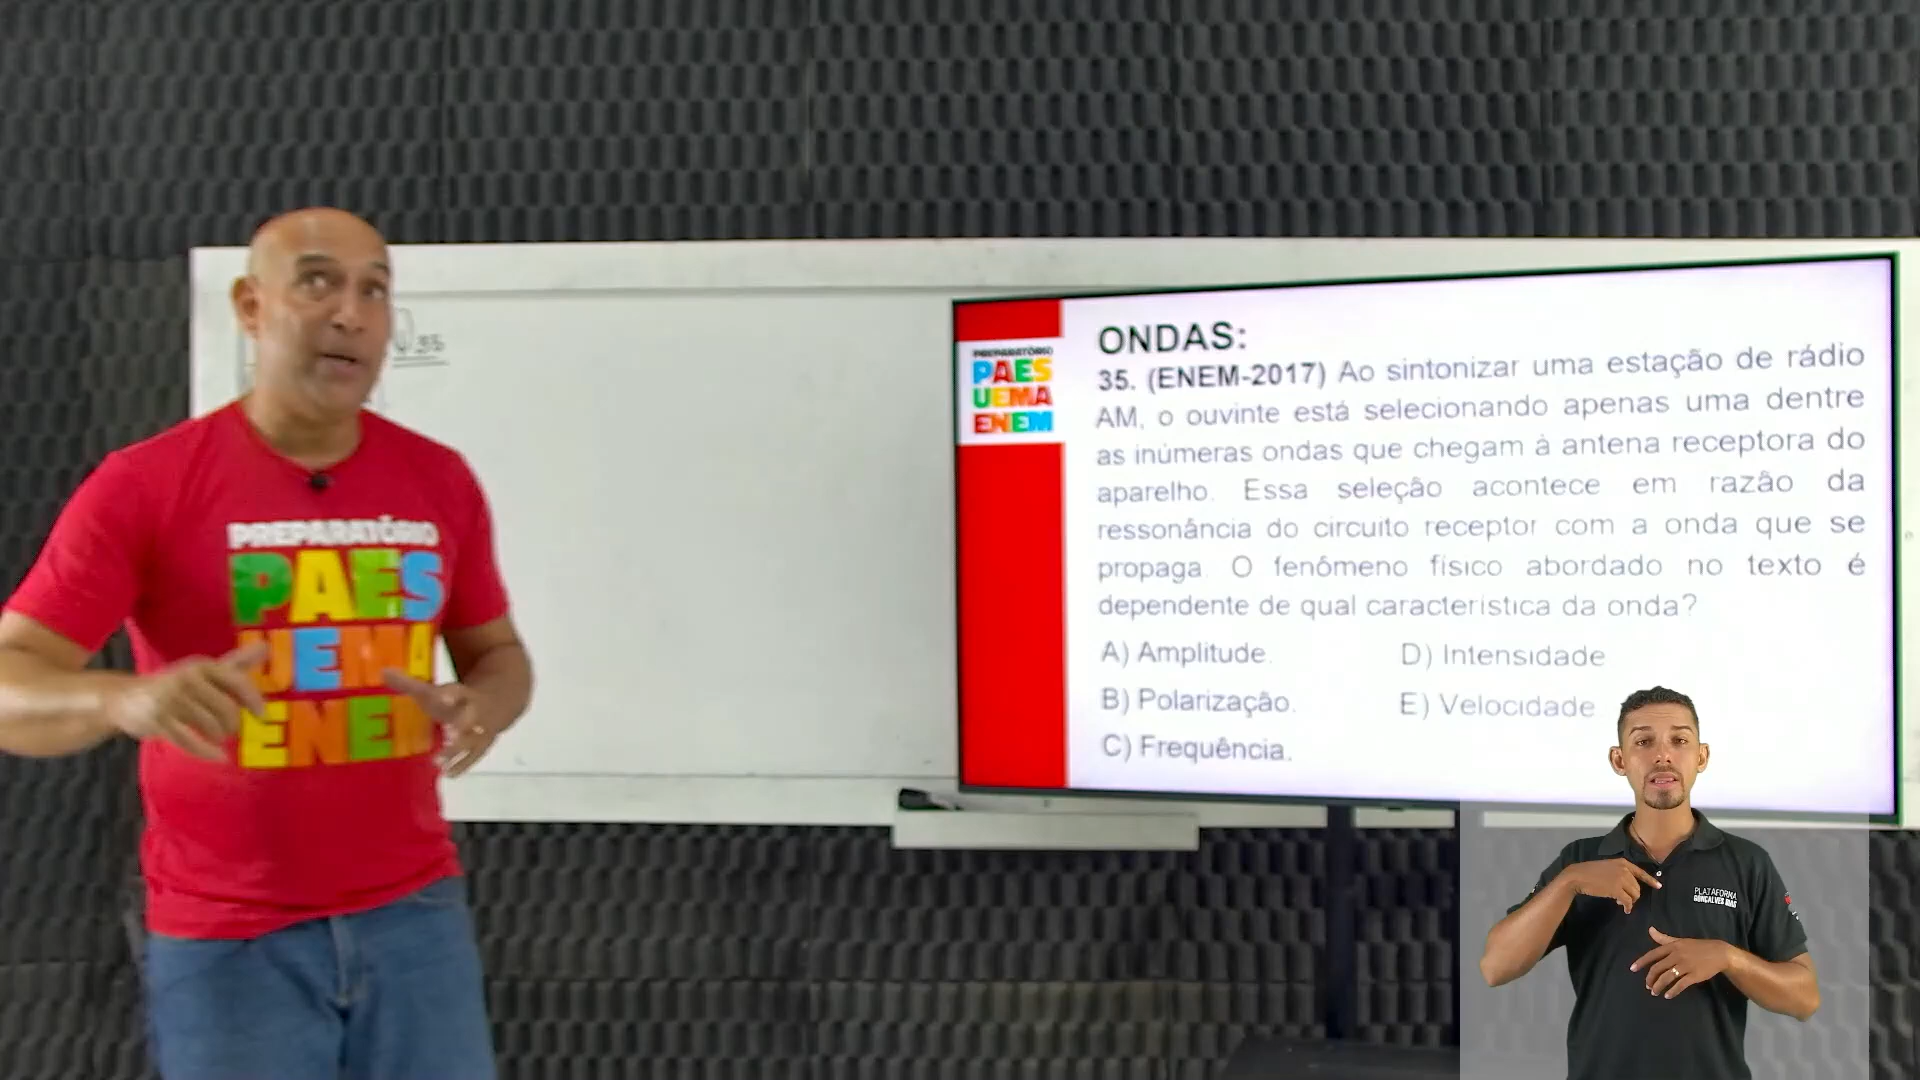 35
PREPARATÓRIO
PAES
UEMA
ENEM
PREPARATÓRIO
PAES
UEMA
ENEM
ONDAS:
35. (ENEM-2017) Ao sintonizar uma estação de rádio
AM, o ouvinte está selecionando apenas uma dentre
as inúmeras ondas que chegam à antena receptora do
aparelho. Essa seleção acontece em razão da
ressonância do circuito receptor com a onda que se
propaga. O fenômeno físico abordado no texto é
dependente de qual característica da onda?
A) Amplitude.
B) Polarização.
C) Frequência.
D) Intensidade
E) Velocidade
PLATAFORMA
GONÇALVES DIAS